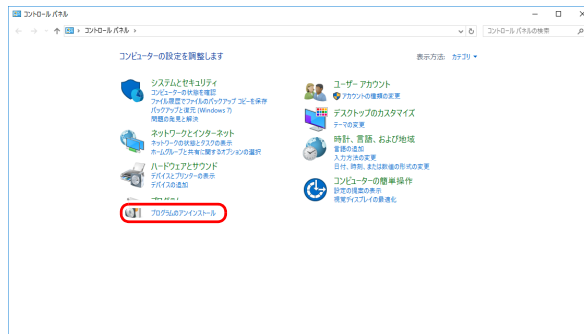 コントロール パネル
コントロール パネル
コントロール パネルの検索
コンピューターの設定を調整します
表示方法: カテゴリ
システムとセキュリティ
コンピューターの状態を確認
ファイル履歴でファイルのバックアップ コピーを保存
バックアップと復元 (Windows 7)
問題の発見と解決
ネットワークとインターネット
ネットワークの状態とタスクの表示
ホームグループと共有に関するオプションの選択
ハードウェアとサウンド
デバイスとプリンターの表示
デバイスの追加
プログラムのアンインストール
ユーザー アカウント
アカウントの種類の変更
デスクトップのカスタマイズ
テーマの変更
時計、言語、および地域
言語の追加
入力方法の変更
日付、時刻、または数値の形式の変更
コンピューターの簡単操作
設定の提案の表示
視覚ディスプレイの最適化